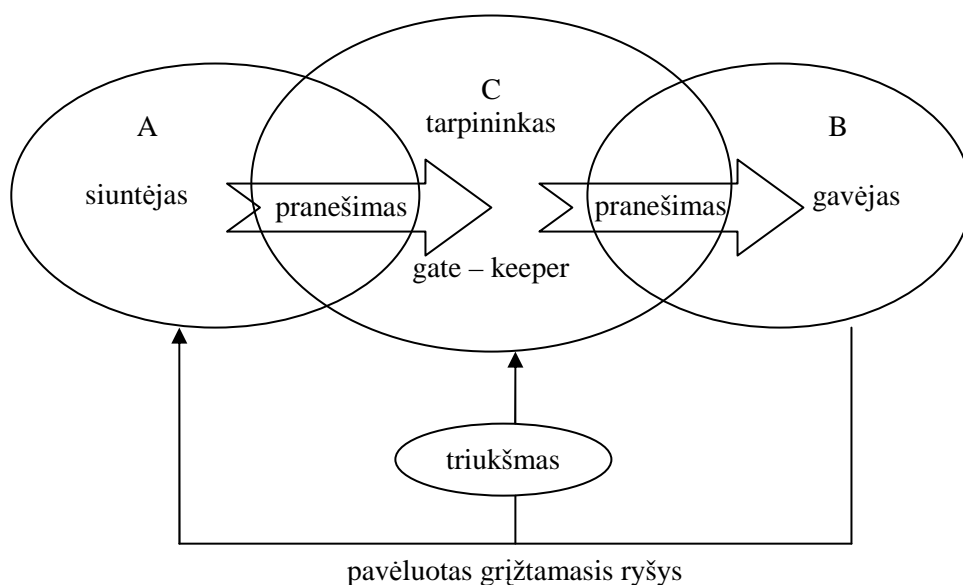 A
siuntėjas
pranešimas
C
tarpininkas
gate – keeper
pranešimas
B
gavėjas
triukšmas
pavėluotas grįžtamasis ryšys